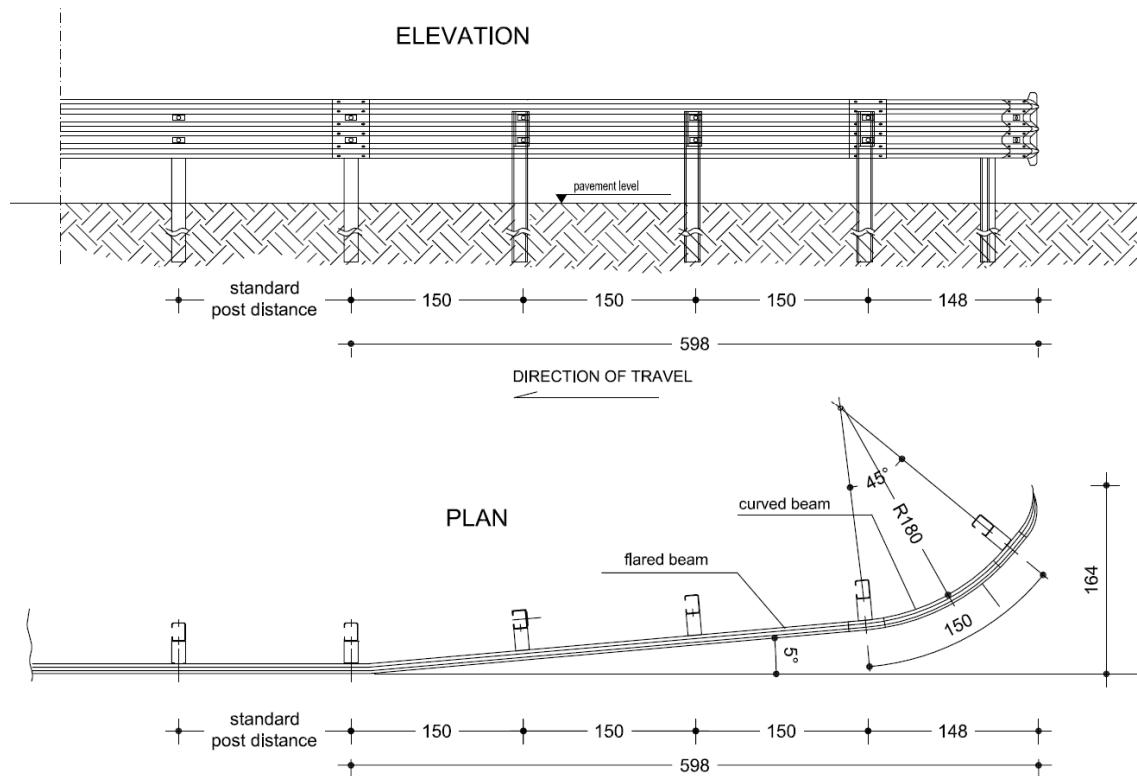 ELEVATION
pavement level
standard
post distance
150
150
150
148
598
DIRECTION OF TRAVEL
45°
R180
curved beam
PLAN
flared beam
164
150
5°
standard
post distance
150
150
150
148
598